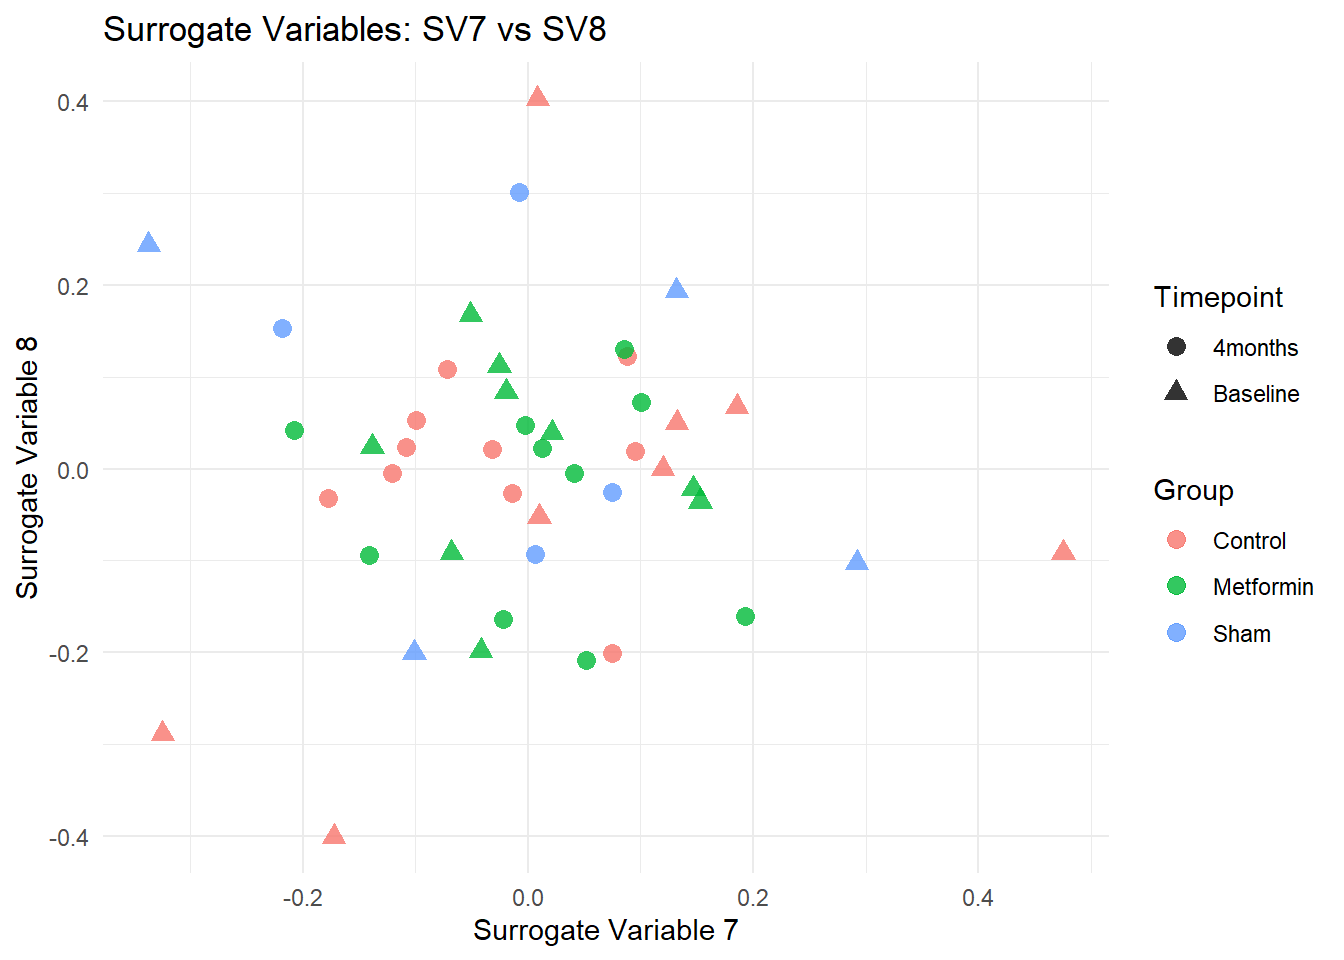 Surrogate Variables: SV7 vs SV8
Surrogate Variable 8
0.4
0.2
0.0
-0.2
-0.4
-0.2
0.0
0.2
0.4
Surrogate Variable 7
Timepoint
4months
Baseline
Group
Control
Metformin
Sham